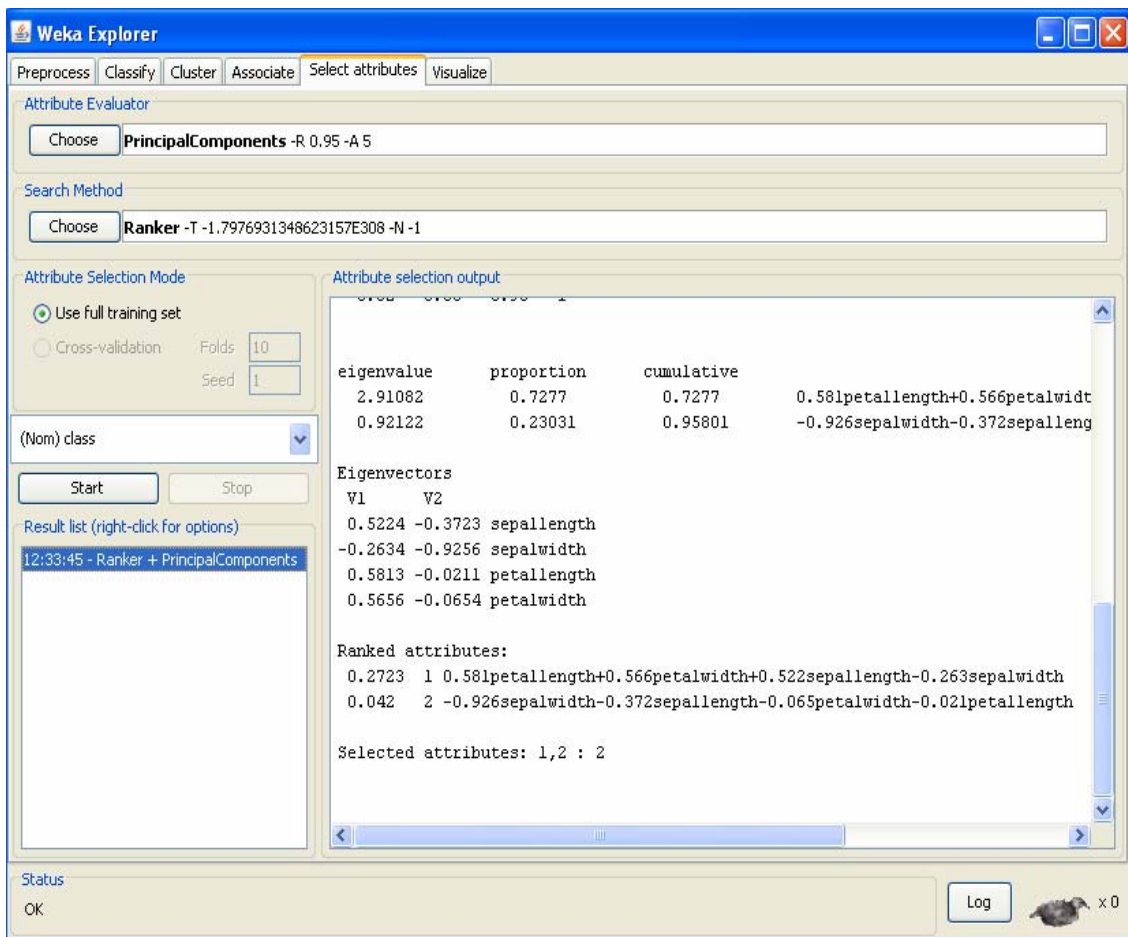 Weka Explorer
Preprocess Classify Cluster Associate Select attributes Visualize
Attribute Evaluator
Choose PrincipalComponents -R 0.95 -A 5
Search Method
Choose Ranker -T -1.7976931348623157E308 -N -1
Attribute Selection Mode
Use full training set
Cross-validation Folds 10
Seed 1
(Nom) class
Start Stop
Result list (right-click for options)
12:33:45 - Ranker + PrincipalComponents
Attribute selection output
eigenvalue proportion cumulative
2.91082 0.7277 0.7277 0.581petallength+0.566petalwidt
0.92122 0.23031 0.95801 -0.926sepalwidth-0.372sepalleng
Eigenvectors
V1 V2
0.5224 -0.3723 sepallength
-0.2634 -0.9256 sepalwidth
0.5813 -0.0211 petallength
0.5656 -0.0654 petalwidth
Ranked attributes:
0.2723 1 0.581petallength+0.566petalwidth+0.522sepallength-0.263sepalwidth
0.042 2 -0.926sepalwidth-0.372sepallength-0.065petalwidth-0.021petallength
Selected attributes: 1,2 : 2
Status
OK
Log
x 0